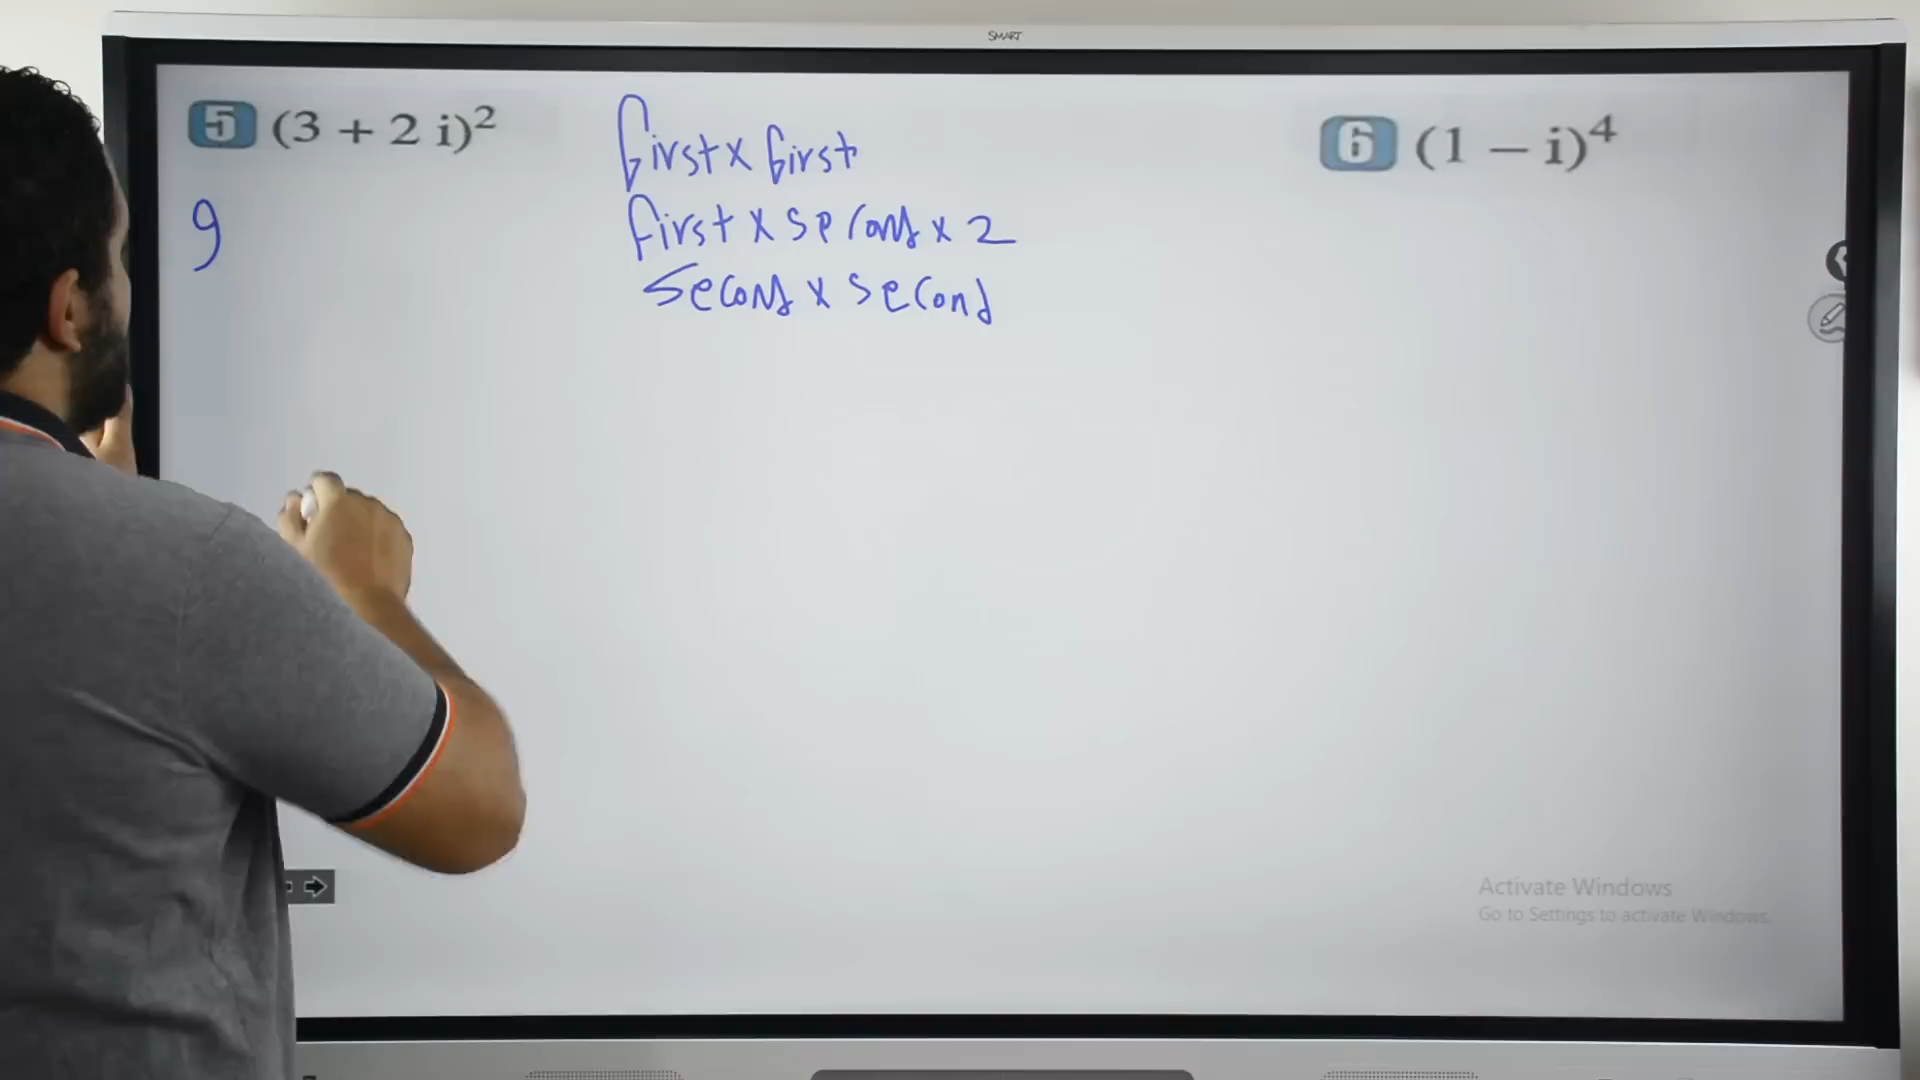 SMART
5 (3 + 2 i)²
first x first
first x second x 2
second x second
9
6 (1 – i)⁴
Activate Windows
Go to Settings to activate Windows.